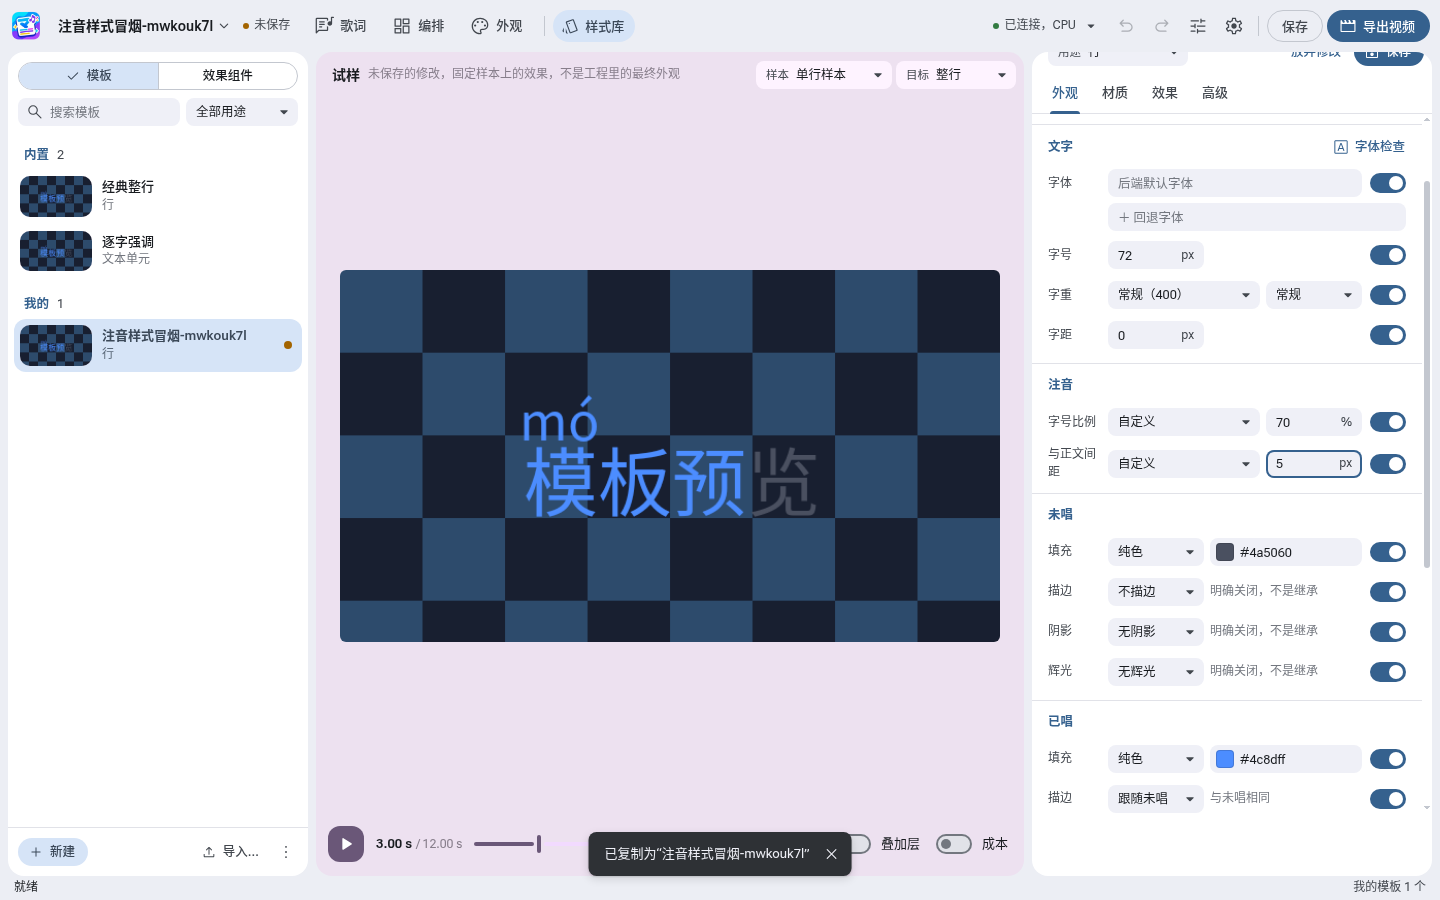 注音样式冒烟-mwkouk7l
未保存
歌词
编排
外观
样式库
已连接，CPU
保存
导出视频
模板
效果组件
搜索模板
全部用途
内置 2
经典整行
行
逐字强调
文本单元
我的 1
注音样式冒烟-mwkouk7l
行
新建
导入...
试样
未保存的修改，固定样本上的效果，不是工程里的最终外观
样本 单行样本
目标 整行
mó
模板预览
3.00 s / 12.00 s
叠加层
成本
已复制为“注音样式冒烟-mwkouk7l”
外观
材质
效果
高级
文字
字体检查
字体
后端默认字体
回退字体
字号
72 px
字重
常规（400）
常规
字距
0 px
注音
字号比例
自定义
70 %
与正文间距
自定义
5 px
未唱
填充
纯色
#4a5060
描边
不描边
明确关闭，不是继承
阴影
无阴影
明确关闭，不是继承
辉光
无辉光
明确关闭，不是继承
已唱
填充
纯色
#4c8dff
描边
跟随未唱
与未唱相同
就绪
我的模板 1 个